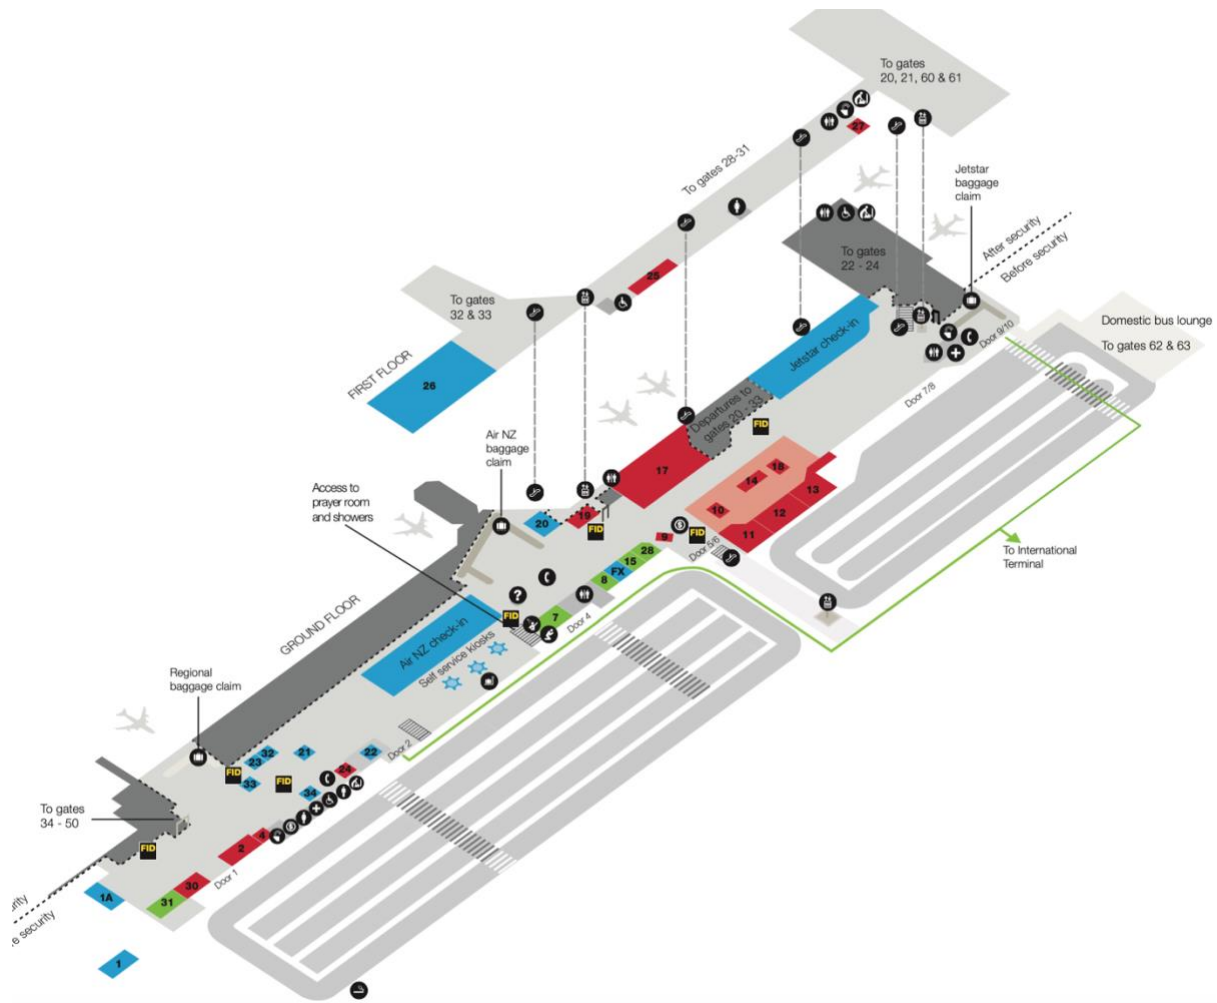 To gates
20, 21, 60 & 61
27
To gates 28-31
Jetstar
baggage
claim
After security
Before security
To gates
22 - 24
25
To gates
32 & 33
FIRST FLOOR
26
Jetstar check-in
Door 9/10
Domestic bus lounge
To gates 62 & 63
Door 7/8
Departures to
gates 20 - 33
FID
Air NZ
baggage
claim
17
18
14
13
10
12
11
Access to
prayer room
and showers
20
19
FID
9
FID
Door 5/6
28
15
FX
8
To International
Terminal
GROUND FLOOR
?
FID
7
Door 4
Air NZ check-in
Self service kiosks
Regional
baggage claim
Door 2
32
23
21
22
FID
33
FID
24
34
To gates
34 - 50
4
2
FID
Door 1
30
31
1A
e security
1